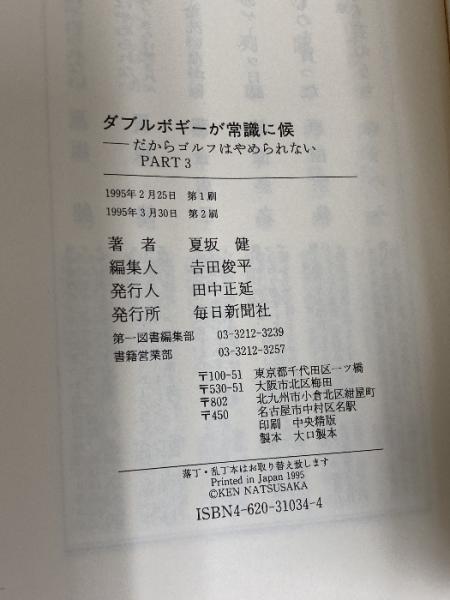 ダブルボギーが常識に候
――だからゴルフはやめられない
PART 3
1995年2月25日 第1刷
1995年3月30日 第2刷
著者 夏坂 健
編集人 吉田俊平
発行人 田中正延
発行所 毎日新聞社
第一図書編集部 03-3212-3239
書籍営業部 03-3212-3257
〒100-51 東京都千代田区一ツ橋
〒530-51 大阪市北区梅田
〒802 北九州市小倉北区紺屋町
〒450 名古屋市中村区名駅
印刷 中央精版
製本 大口製本
落丁・乱丁本はお取り替え致します
Printed in Japan 1995
©KEN NATSUSAKA
ISBN4-620-31034-4